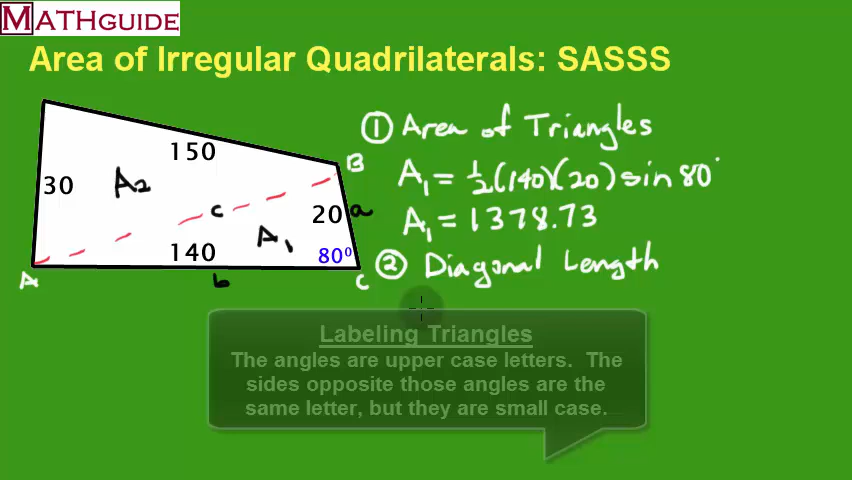 MATHGUIDE
Area of Irregular Quadrilaterals: SASSS
① Area of Triangles
150
B
A₁ = ½(140)(20) sin 80°
30
A₂
c
20
a
A₁ = 1378.73
A₁
140
80⁰
② Diagonal Length
A
b
C
Labeling Triangles
The angles are upper case letters. The
sides opposite those angles are the
same letter, but they are small case.